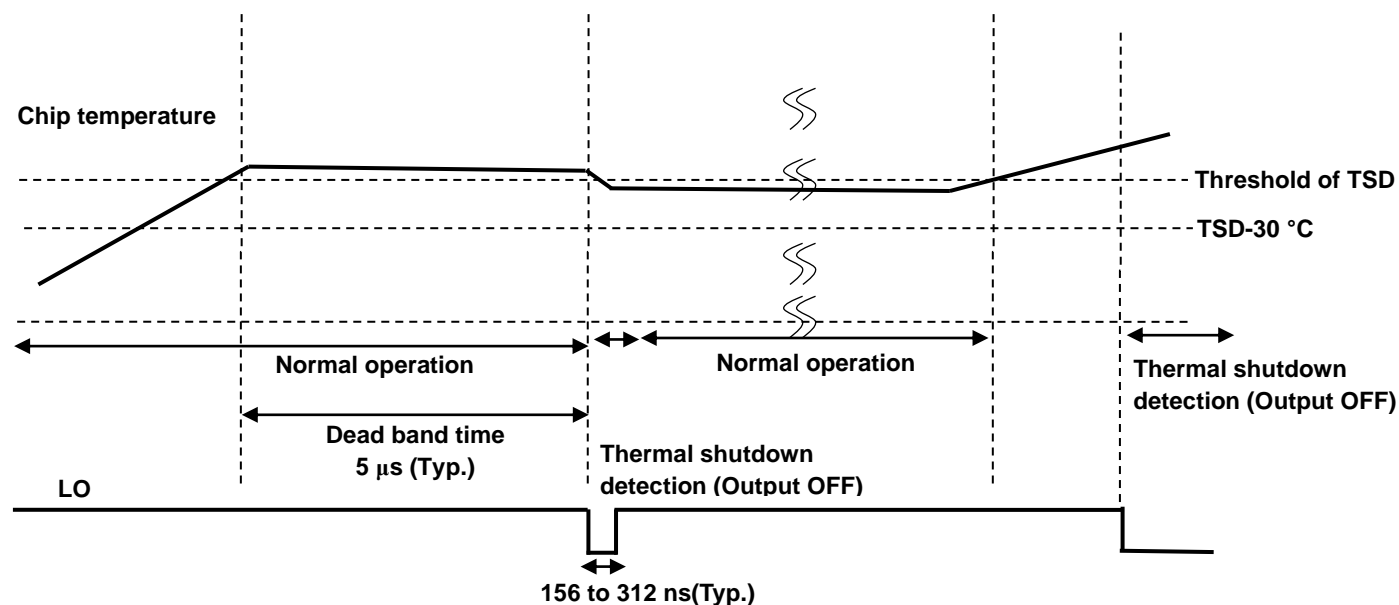 Chip temperature
Threshold of TSD
TSD-30 °C
Normal operation
Normal operation
Thermal shutdown
detection (Output OFF)
Dead band time
5 μs (Typ.)
Thermal shutdown
detection (Output OFF)
LO
156 to 312 ns(Typ.)